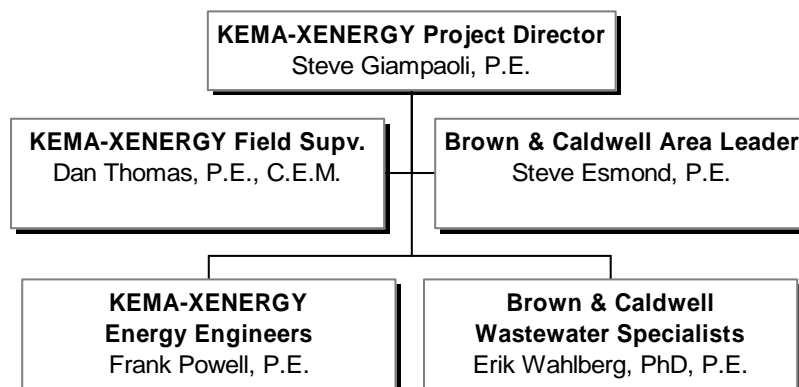 KEMA-XENERGY Project Director
Steve Giampaoli, P.E.
KEMA-XENERGY Field Supv.
Dan Thomas, P.E., C.E.M.
Brown & Caldwell Area Leader
Steve Esmond, P.E.
KEMA-XENERGY
Energy Engineers
Frank Powell, P.E.
Brown & Caldwell
Wastewater Specialists
Erik Wahlberg, PhD, P.E.